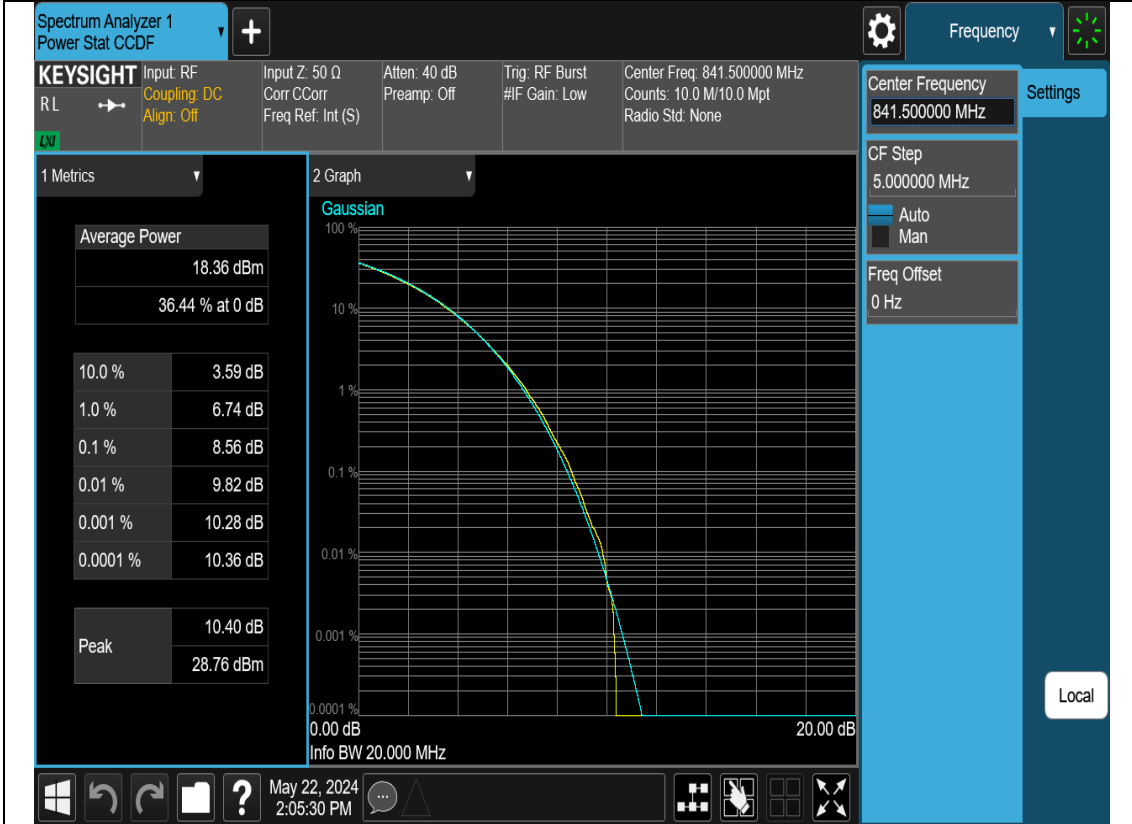 Spectrum Analyzer 1
Power Stat CCDF
Frequency
KEYSIGHT
RL
LXI
Input: RF
Coupling: DC
Align: Off
Input Z: 50 Ω
Corr CCorr
Freq Ref: Int (S)
Atten: 40 dB
Preamp: Off
Trig: RF Burst
#IF Gain: Low
Center Freq: 841.500000 MHz
Counts: 10.0 M/10.0 Mpt
Radio Std: None
Center Frequency
841.500000 MHz
Settings
CF Step
5.000000 MHz
Auto
Man
Freq Offset
0 Hz
1 Metrics
Average Power
18.36 dBm
36.44 % at 0 dB
10.0 % 3.59 dB
1.0 % 6.74 dB
0.1 % 8.56 dB
0.01 % 9.82 dB
0.001 % 10.28 dB
0.0001 % 10.36 dB
Peak
10.40 dB
28.76 dBm
2 Graph
Gaussian
100 %
10 %
1 %
0.1 %
0.01 %
0.001 %
0.0001 %
0.00 dB 20.00 dB
Info BW 20.000 MHz
Local
?
May 22, 2024
2:05:30 PM